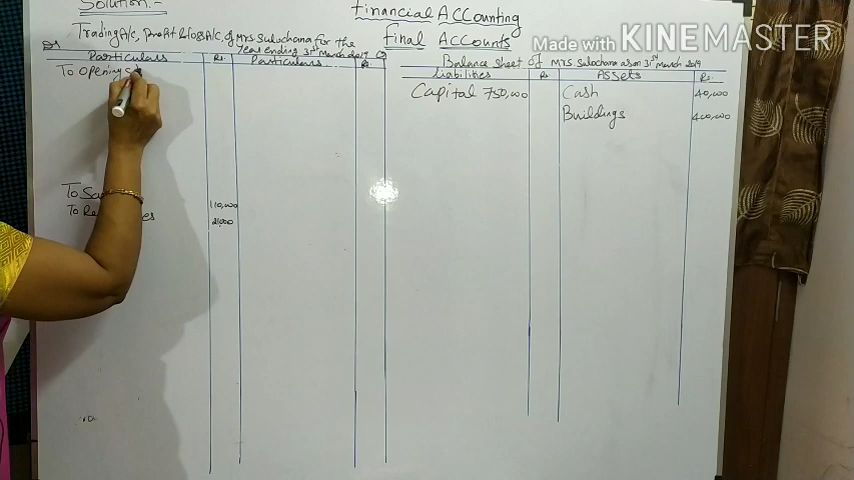 Solution:-
Financial Accounting
Final Accounts
Made with KINEMASTER
Trading A/c, Profit & loss A/c, of Mrs Sulochana for the
Year ending 31st March 2019
Dr Cr
Particulars Rs. Particulars Rs
To Opening S
To
To Re es
110,000
21,000
Balance sheet of Mrs Sulochana as on 31st March 2019
Liabilities Rs Assets Rs.
Capital 750,000 Cash 40,000
Buildings 400,000